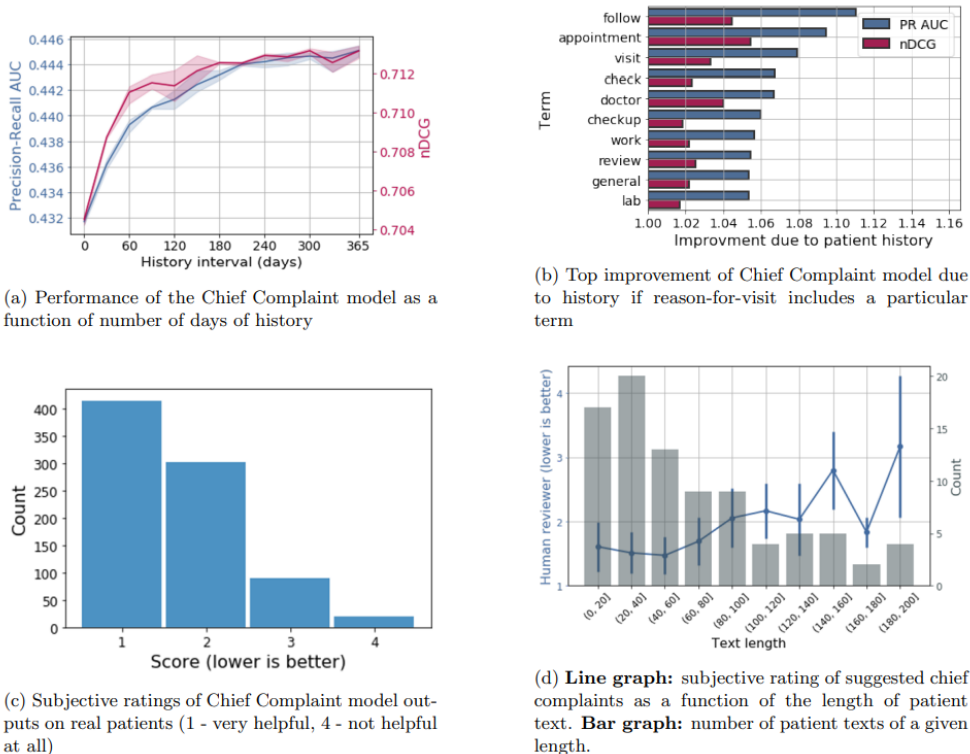 Precision-Recall AUC
0.446
0.444
0.442
0.440
0.438
0.436
0.434
0.432
0.712
0.710
0.708
0.706
0.704
nDCG
0 60 120 180 240 300 365
History interval (days)
(a) Performance of the Chief Complaint model as a
function of number of days of history
Term
follow
appointment
visit
check
doctor
checkup
work
review
general
lab
PR AUC
nDCG
1.00 1.02 1.04 1.06 1.08 1.10 1.12 1.14 1.16
Improvment due to patient history
(b) Top improvement of Chief Complaint model due
to history if reason-for-visit includes a particular
term
Count
400
350
300
250
200
150
100
50
0
1 2 3 4
Score (lower is better)
(c) Subjective ratings of Chief Complaint model out-
puts on real patients (1 - very helpful, 4 - not helpful
at all)
Human reviewer (lower is better)
4
3
2
1
20
15
10
5
0
Count
(0, 20] (20, 40] (40, 60] (60, 80] (80, 100] (100, 120] (120, 140] (140, 160] (160, 180] (180, 200]
Text length
(d) Line graph: subjective rating of suggested chief
complaints as a function of the length of patient
text. Bar graph: number of patient texts of a given
length.